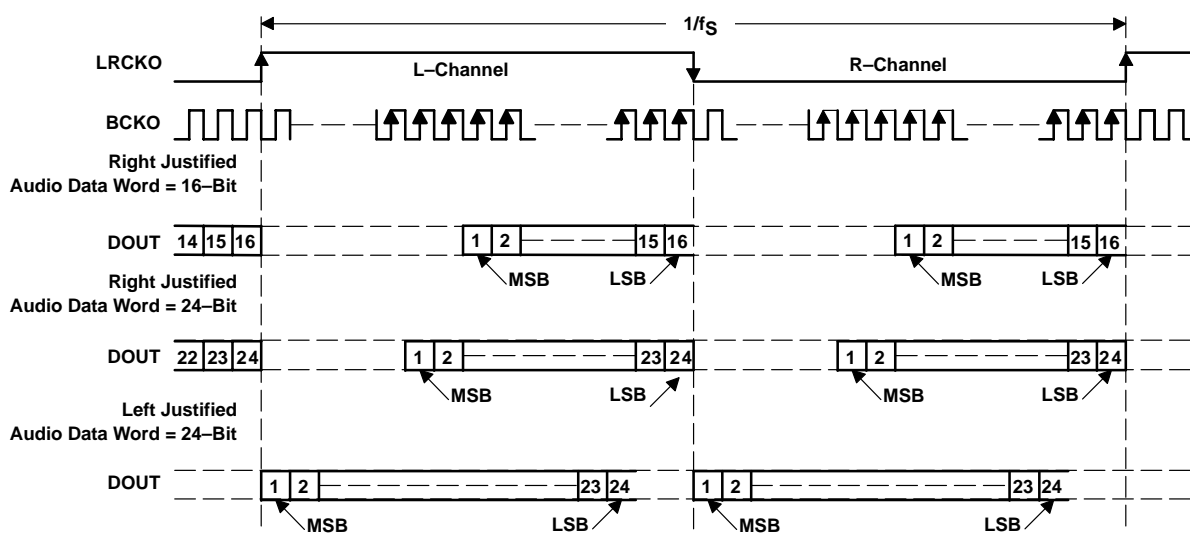 1/fS
LRCKO
L–Channel
R–Channel
BCKO
Right Justified
Audio Data Word = 16–Bit
DOUT 14 15 16 1 2 15 16 1 2 15 16
MSB LSB MSB LSB
Right Justified
Audio Data Word = 24–Bit
DOUT 22 23 24 1 2 23 24 1 2 23 24
MSB LSB MSB LSB
Left Justified
Audio Data Word = 24–Bit
DOUT 1 2 23 24 1 2 23 24
MSB LSB MSB LSB